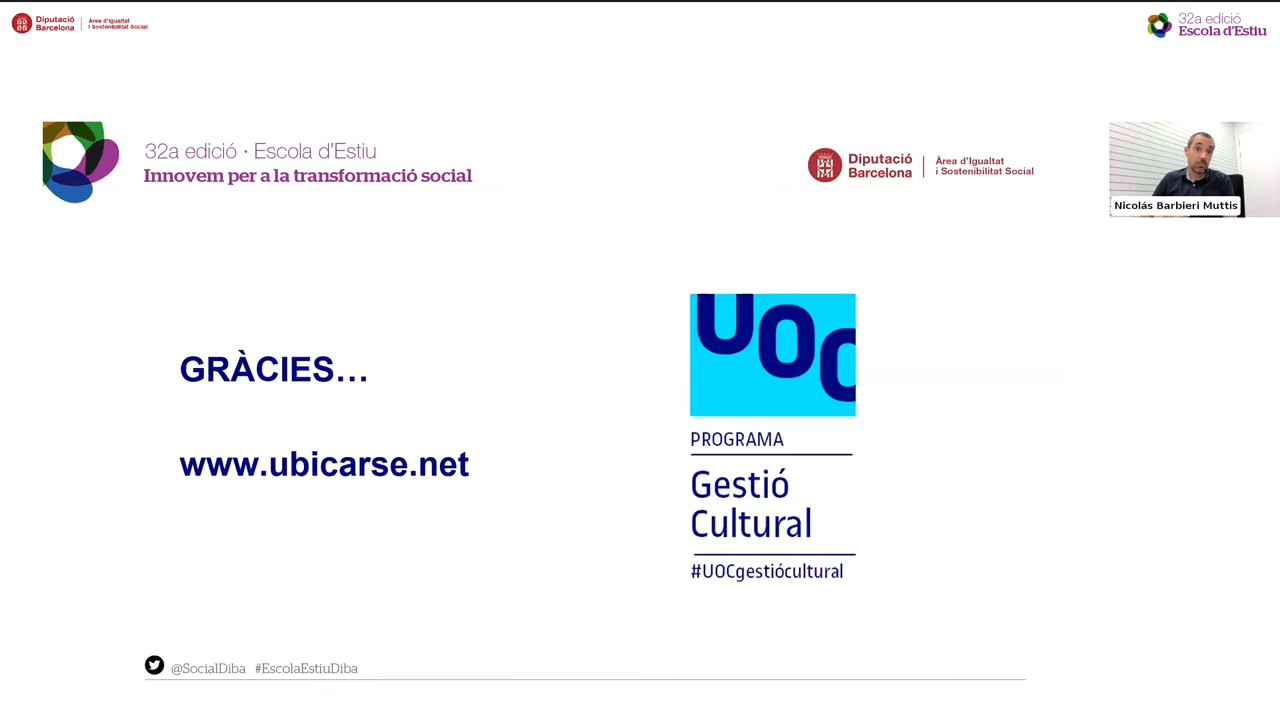 Diputació
Barcelona
Àrea d'Igualtat
i Sostenibilitat Social
32a edició
Escola d'Estiu
32a edició · Escola d'Estiu
Innovem per a la transformació social
Diputació
Barcelona
Àrea d'Igualtat
i Sostenibilitat Social
Nicolás Barbieri Muttis
GRÀCIES…
www.ubicarse.net
UOC
PROGRAMA
Gestió
Cultural
#UOCgestiócultural
@SocialDiba #EscolaEstiuDiba